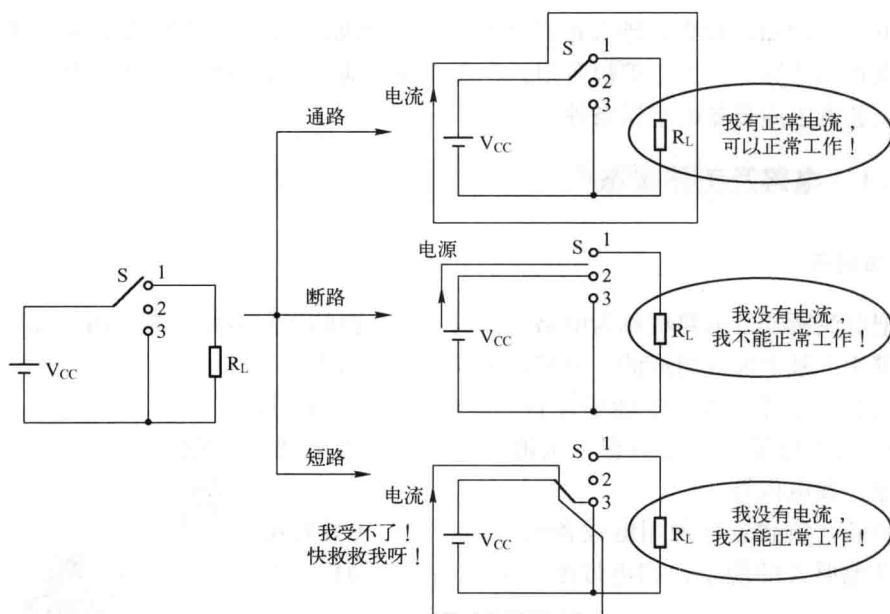 S
1
2
3
V_CC
R_L
通路
断路
短路
电流
S
1
2
3
V_CC
R_L
我有正常电流，
可以正常工作！
电源
S
1
2
3
V_CC
R_L
我没有电流
我不能正常工作！
电流
我受不了！
快救救我呀！
S
1
2
3
V_CC
R_L
我没有电流，
我不能正常工作！